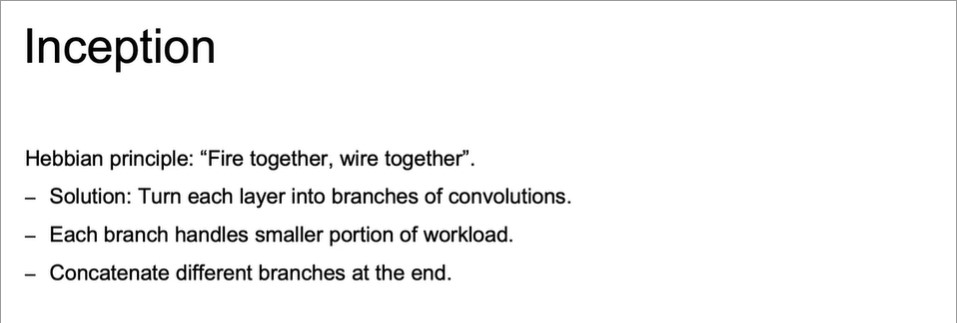 Inception
Hebbian principle: “Fire together, wire together”.
– Solution: Turn each layer into branches of convolutions.
– Each branch handles smaller portion of workload.
– Concatenate different branches at the end.